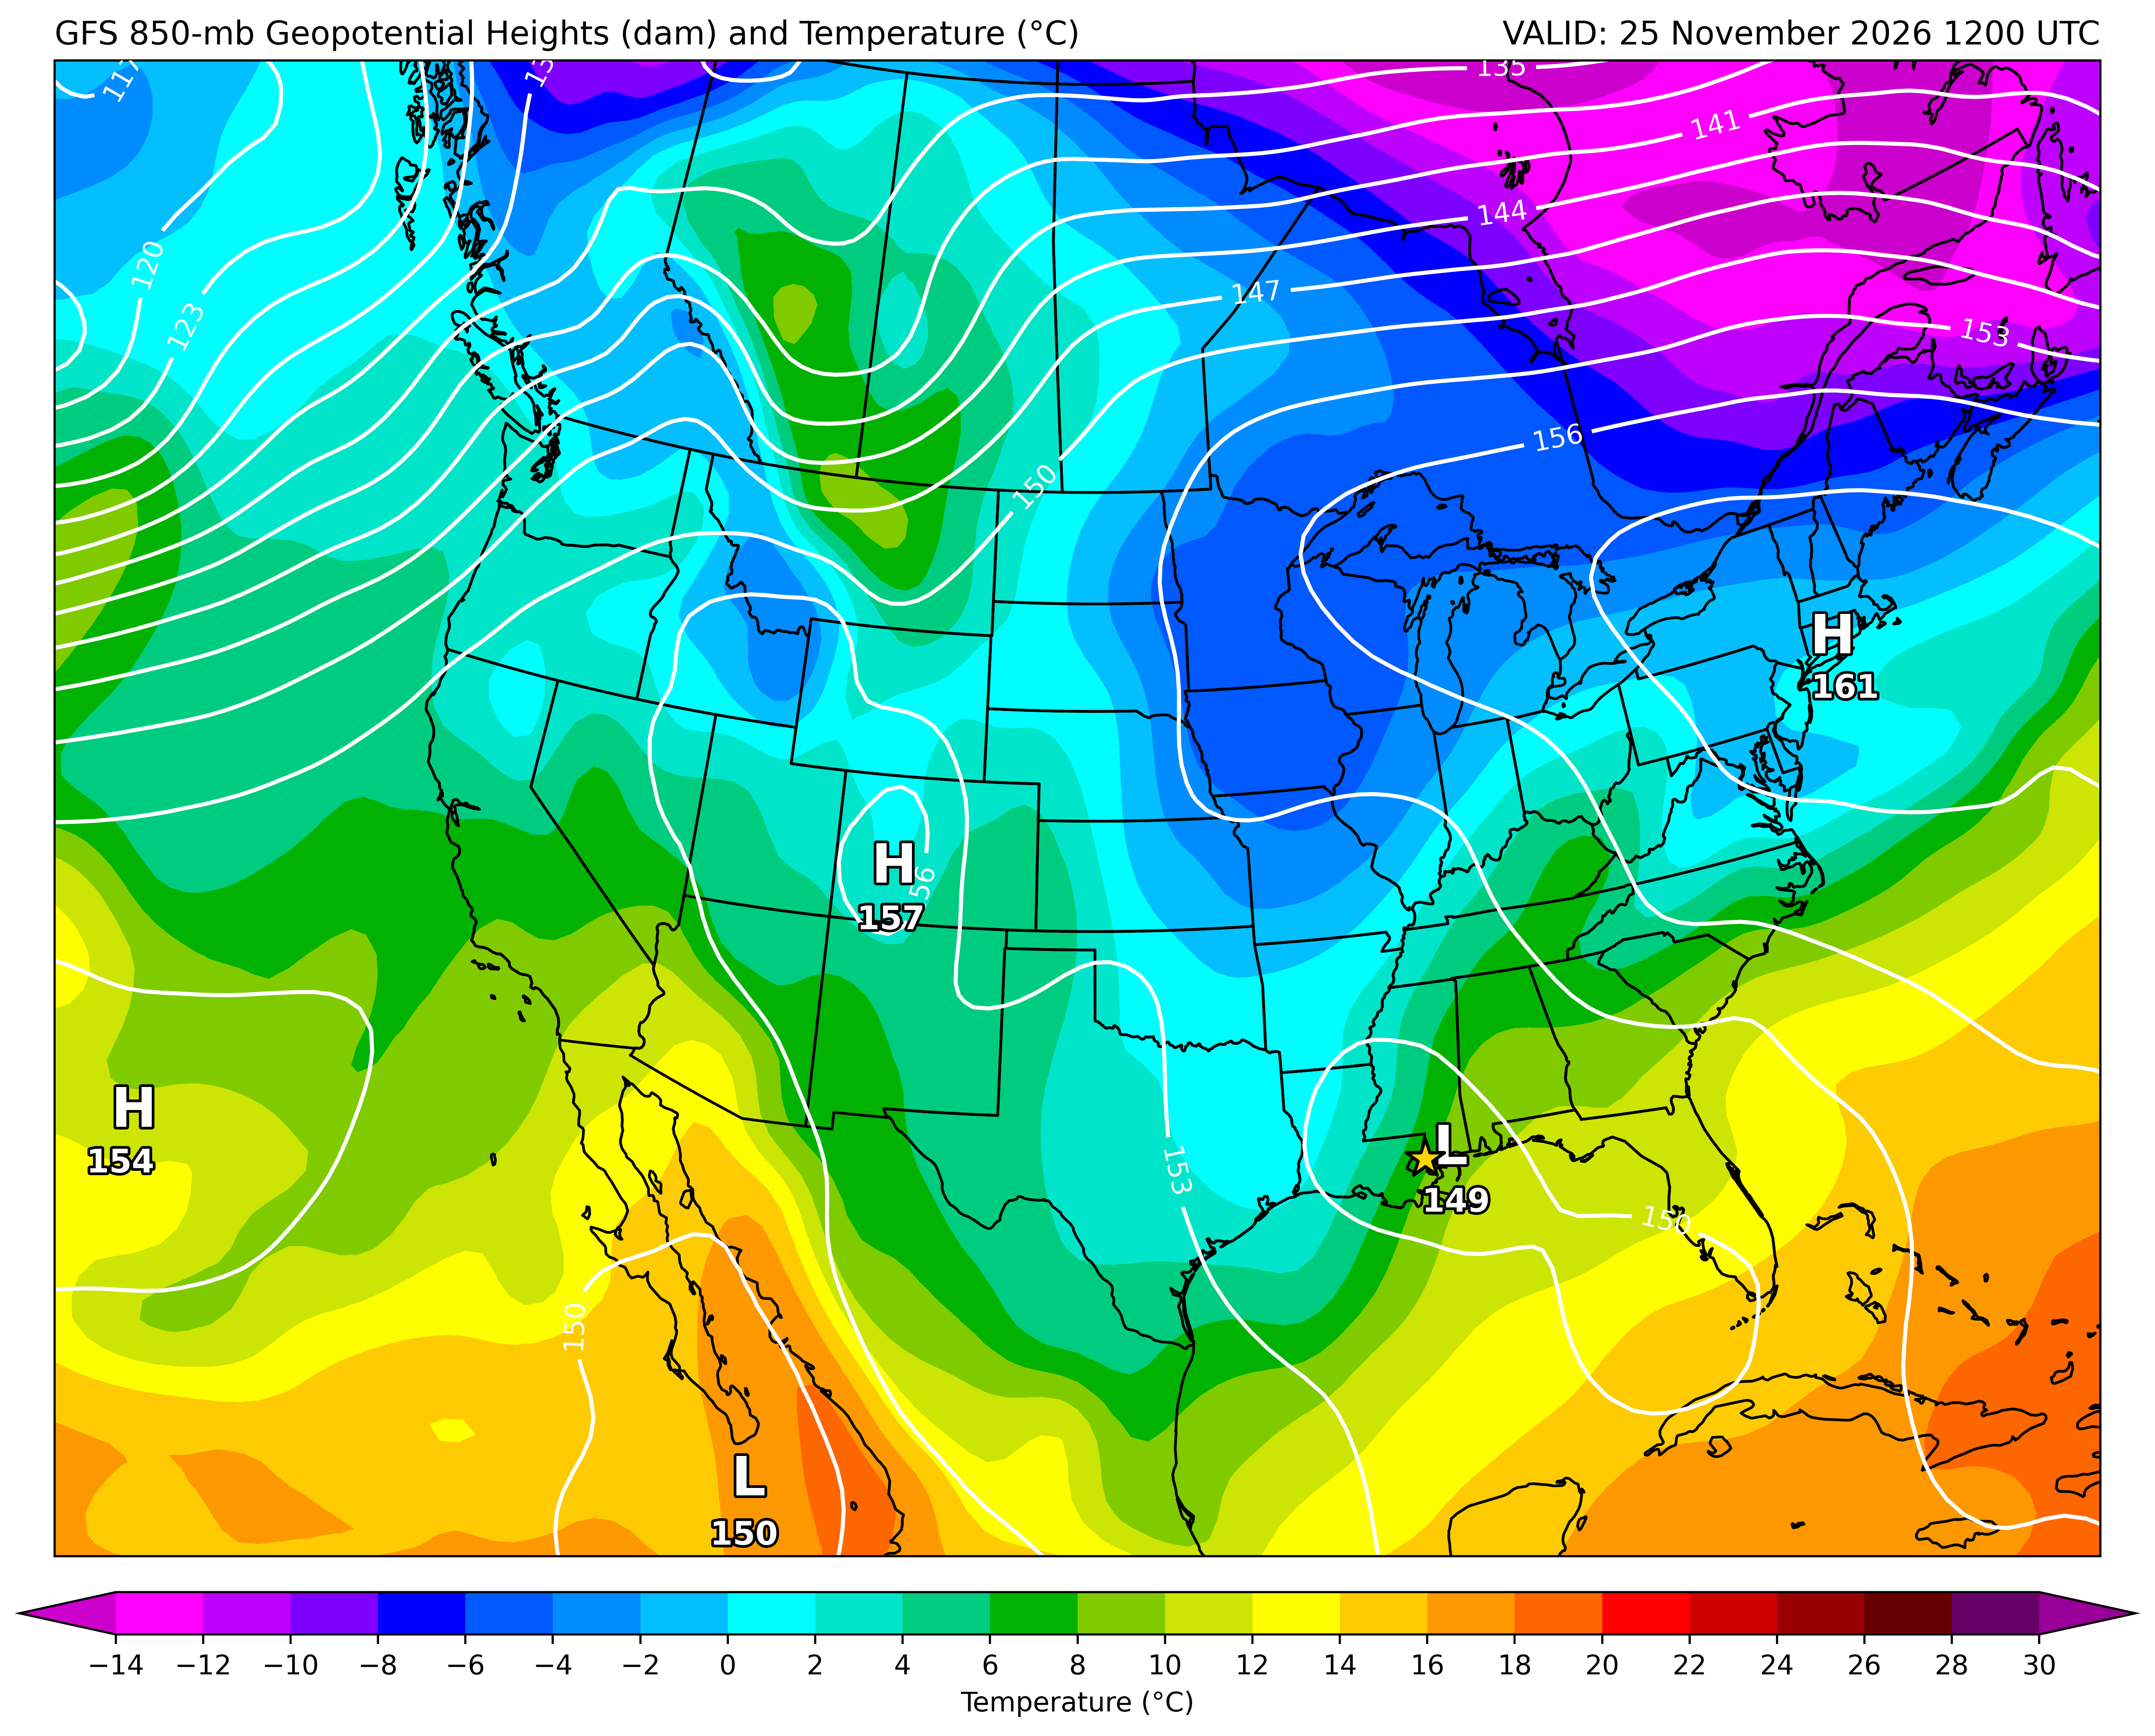 GFS 850-mb Geopotential Heights (dam) and Temperature (°C)
VALID: 25 November 2026 1200 UTC
135
141
120
144
147
123
153
156
150
H
161
H
157
H
154
L
149
153
150
150
L
150
−14 −12 −10 −8 −6 −4 −2 0 2 4 6 8 10 12 14 16 18 20 22 24 26 28 30
Temperature (°C)